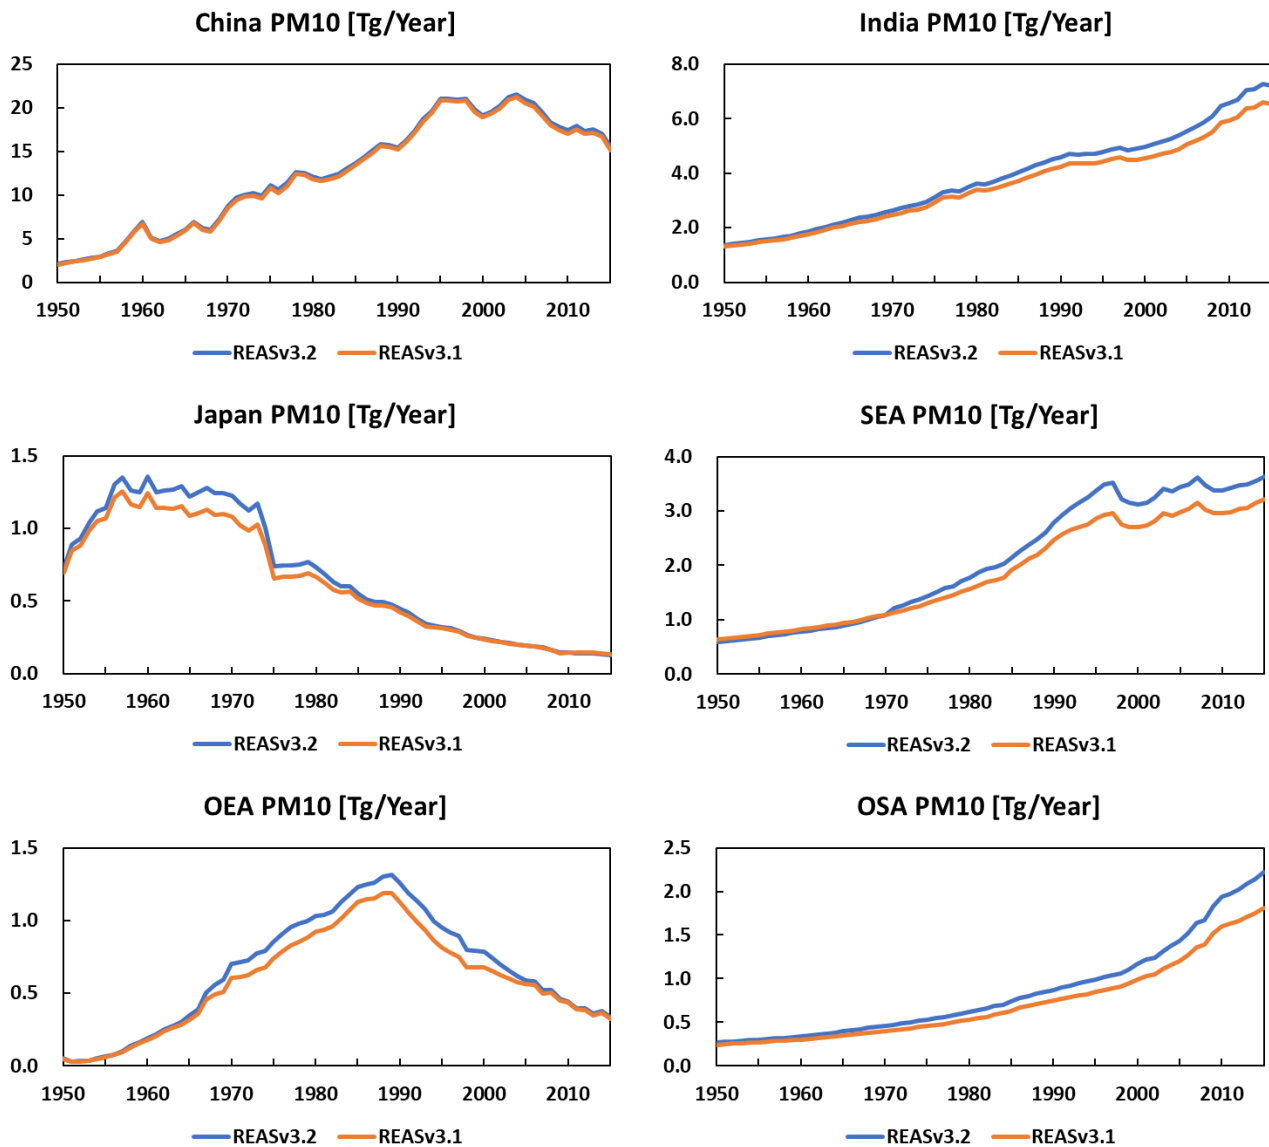 China PM10 [Tg/Year]
25
20
15
10
5
0
1950 1960 1970 1980 1990 2000 2010
REASv3.2 REASv3.1
India PM10 [Tg/Year]
8.0
6.0
4.0
2.0
0.0
1950 1960 1970 1980 1990 2000 2010
REASv3.2 REASv3.1
Japan PM10 [Tg/Year]
1.5
1.0
0.5
0.0
1950 1960 1970 1980 1990 2000 2010
REASv3.2 REASv3.1
SEA PM10 [Tg/Year]
4.0
3.0
2.0
1.0
0.0
1950 1960 1970 1980 1990 2000 2010
REASv3.2 REASv3.1
OEA PM10 [Tg/Year]
1.5
1.0
0.5
0.0
1950 1960 1970 1980 1990 2000 2010
REASv3.2 REASv3.1
OSA PM10 [Tg/Year]
2.5
2.0
1.5
1.0
0.5
0.0
1950 1960 1970 1980 1990 2000 2010
REASv3.2 REASv3.1